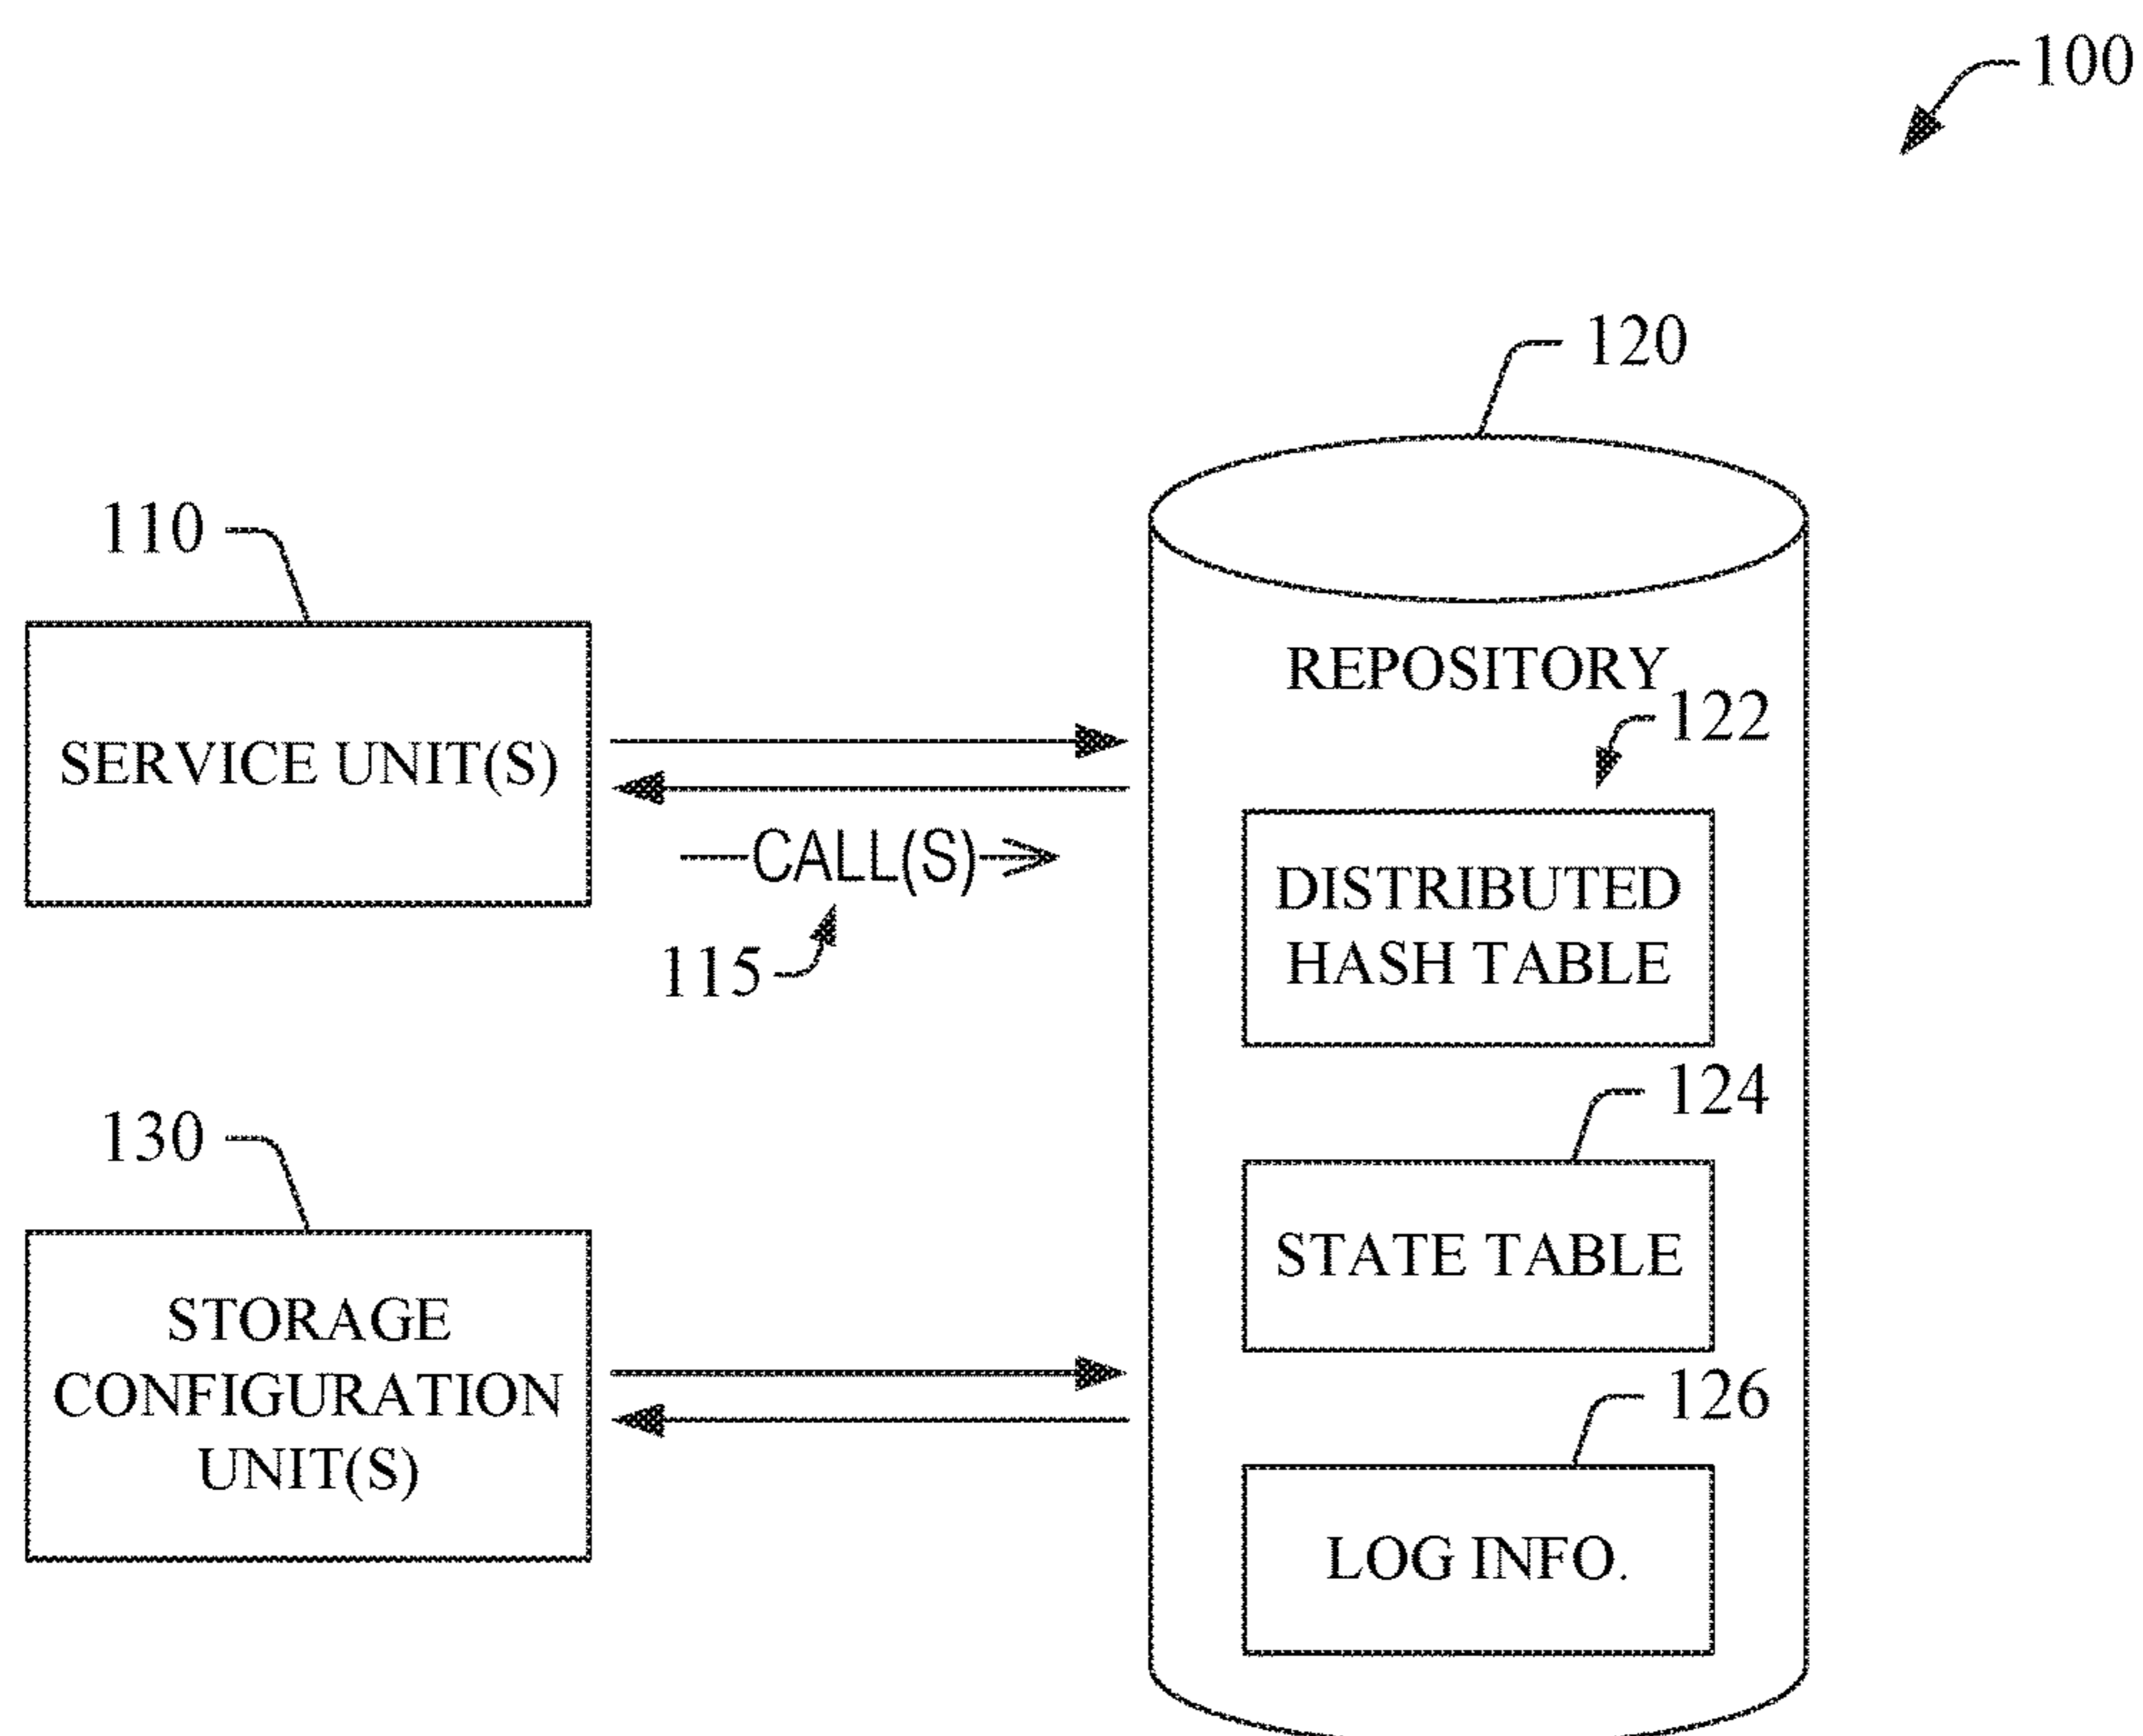 100
120
110
REPOSITORY
122
SERVICE UNIT(S)
CALL(S)
DISTRIBUTED
HASH TABLE
115
124
130
STATE TABLE
STORAGE
CONFIGURATION
UNIT(S)
126
LOG INFO.